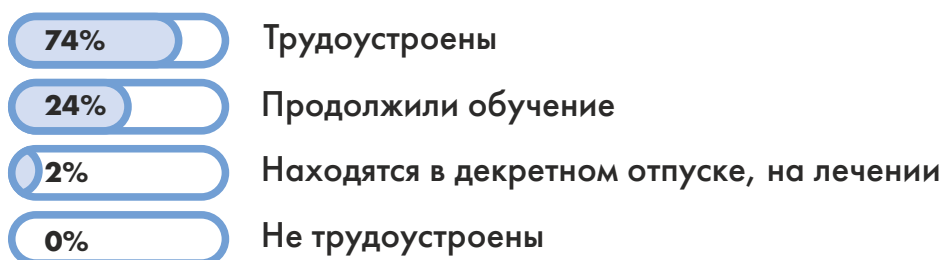 74% Трудоустроены
24% Продолжили обучение
2% Находятся в декретном отпуске, на лечении
0% Не трудоустроены